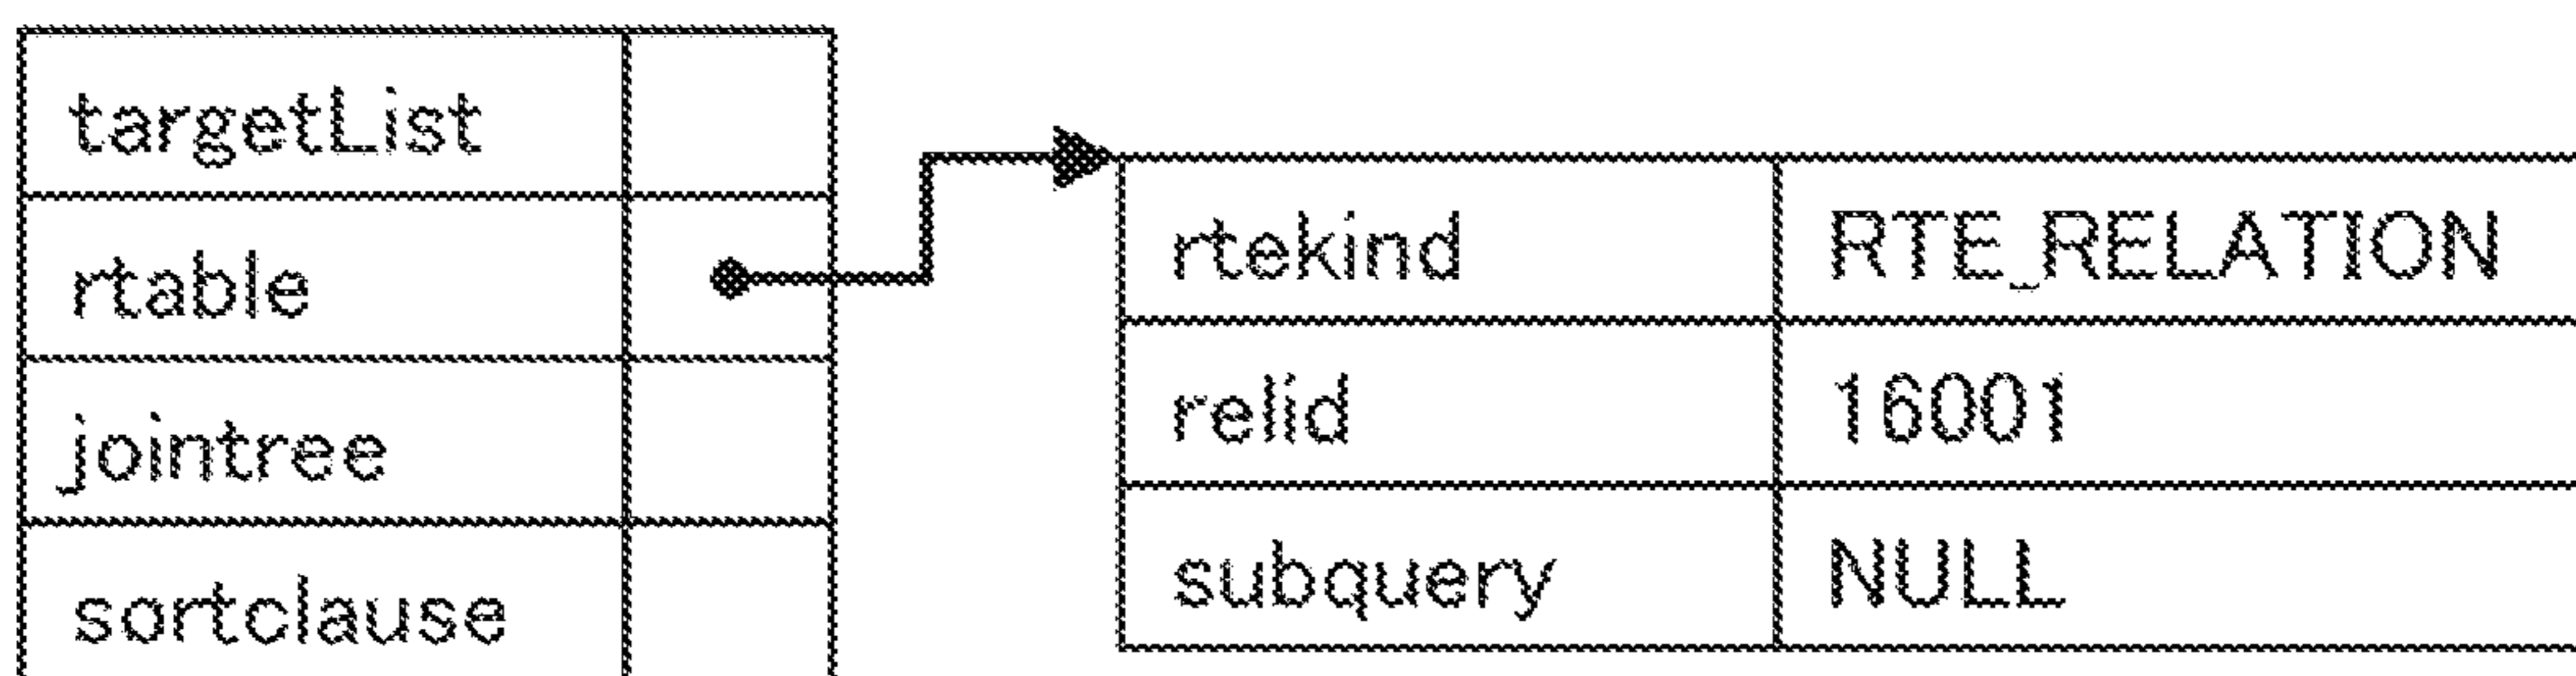 targetList
rtable
jointree
sortclause
rtekind RTE_RELATION
relid 16001
subquery NULL